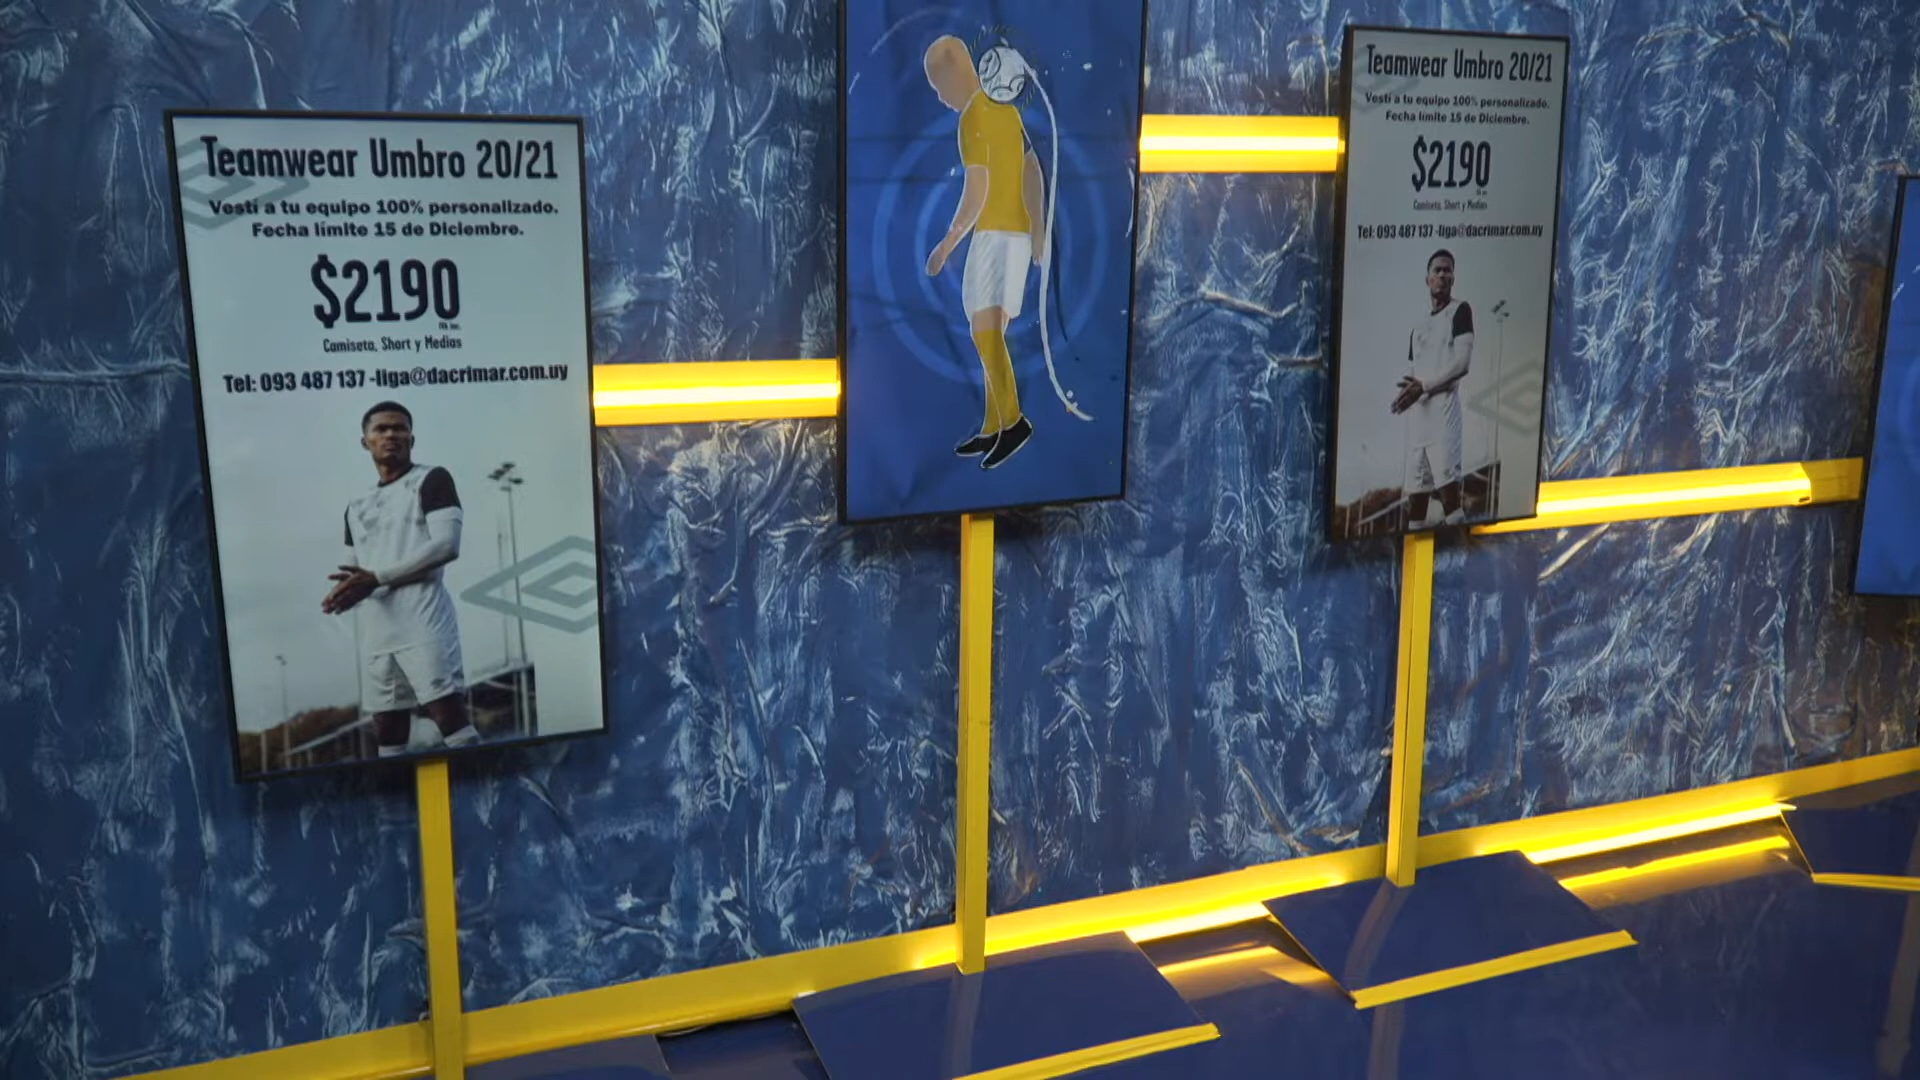 Teamwear Umbro 20/21
Vestí a tu equipo 100% personalizado.
Fecha límite 15 de Diciembre.
$2190
IVA inc.
Camiseta, Short y Medias
Tel: 093 487 137 -liga@dacrimar.com.uy
Teamwear Umbro 20/21
Vestí a tu equipo 100% personalizado.
Fecha límite 15 de Diciembre.
$2190
Camiseta, Short y Medias
Tel: 093 487 137 -liga@dacrimar.com.uy